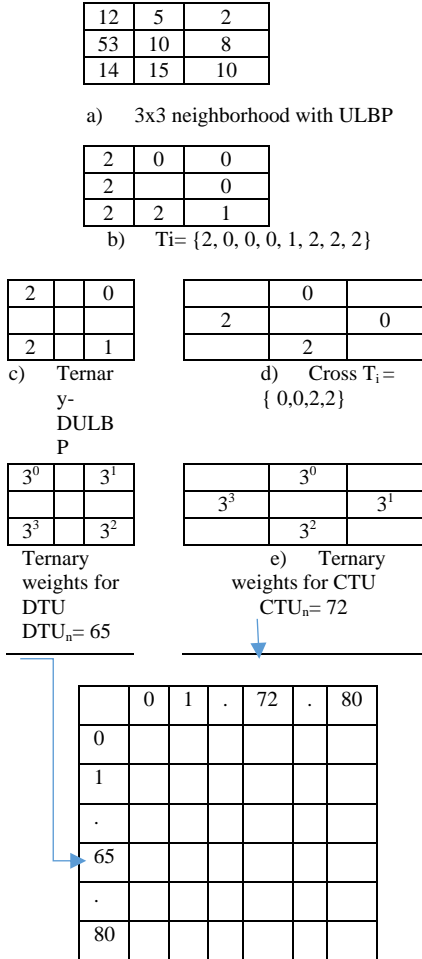 12 5 2
53 10 8
14 15 10
a) 3x3 neighborhood with ULBP
2 0 0
2 0
2 2 1
b) Ti= {2, 0, 0, 0, 1, 2, 2, 2}
2 0
2 1
c) Ternar
y-
DULB
P
0
2 0
2
d) Cross Tᵢ =
{ 0,0,2,2}
3⁰ 3¹
3³ 3²
Ternary
weights for
DTU
DTUₙ= 65
3⁰
3³ 3¹
3²
e) Ternary
weights for CTU
CTUₙ= 72
0 1 . 72 . 80
0
1
.
65
.
80